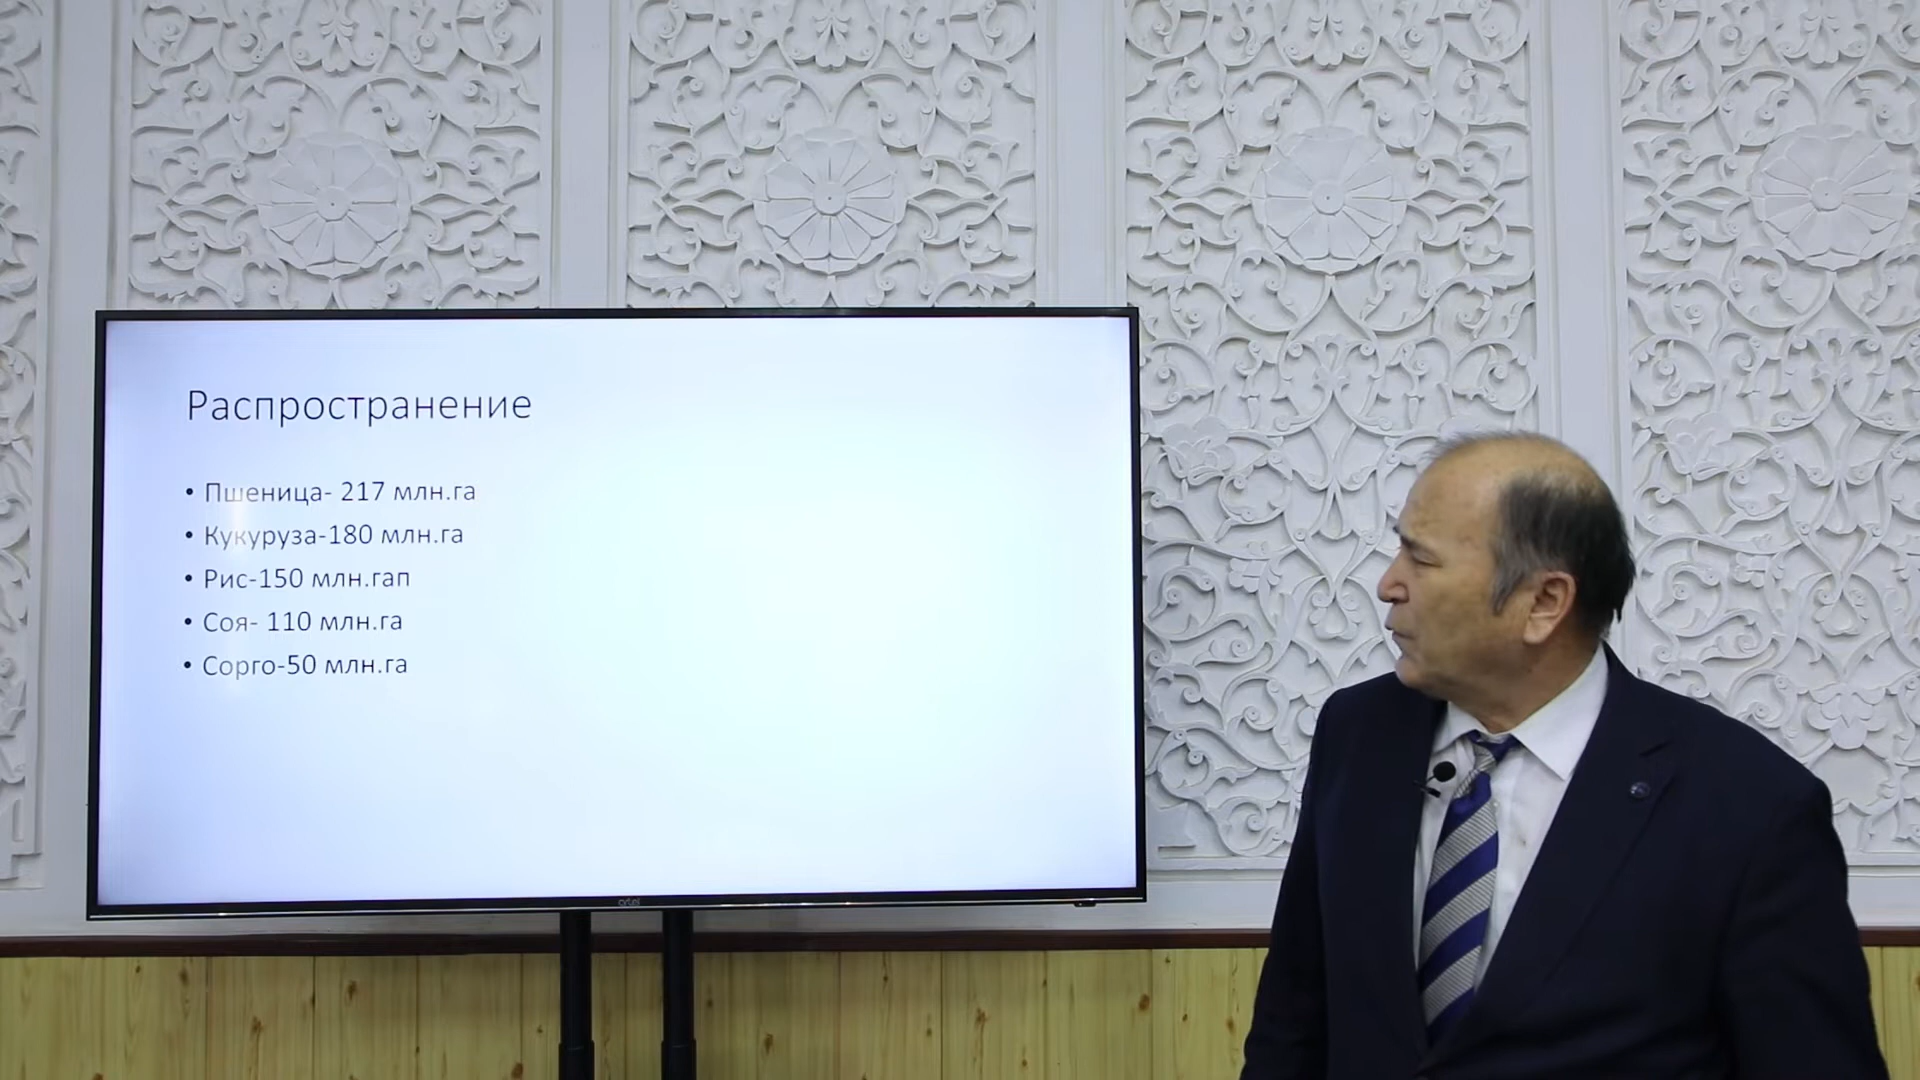 Распространение
• Пшеница- 217 млн.га
• Кукуруза-180 млн.га
• Рис-150 млн.гап
• Соя- 110 млн.га
• Сорго-50 млн.га
artel